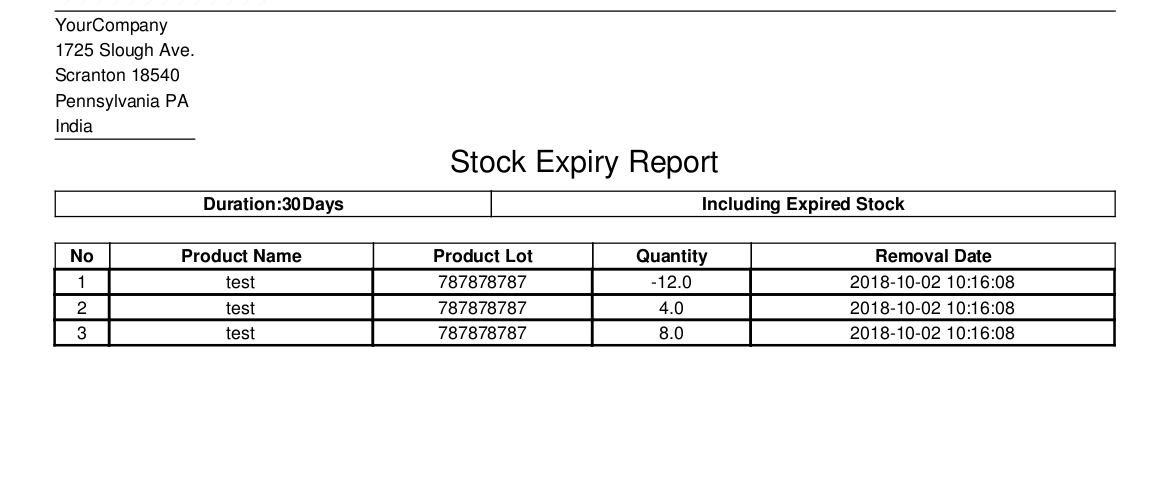 YourCompany
1725 Slough Ave.
Scranton 18540
Pennsylvania PA
India
Stock Expiry Report
Duration:30Days Including Expired Stock
No Product Name Product Lot Quantity Removal Date
1 test 787878787 -12.0 2018-10-02 10:16:08
2 test 787878787 4.0 2018-10-02 10:16:08
3 test 787878787 8.0 2018-10-02 10:16:08